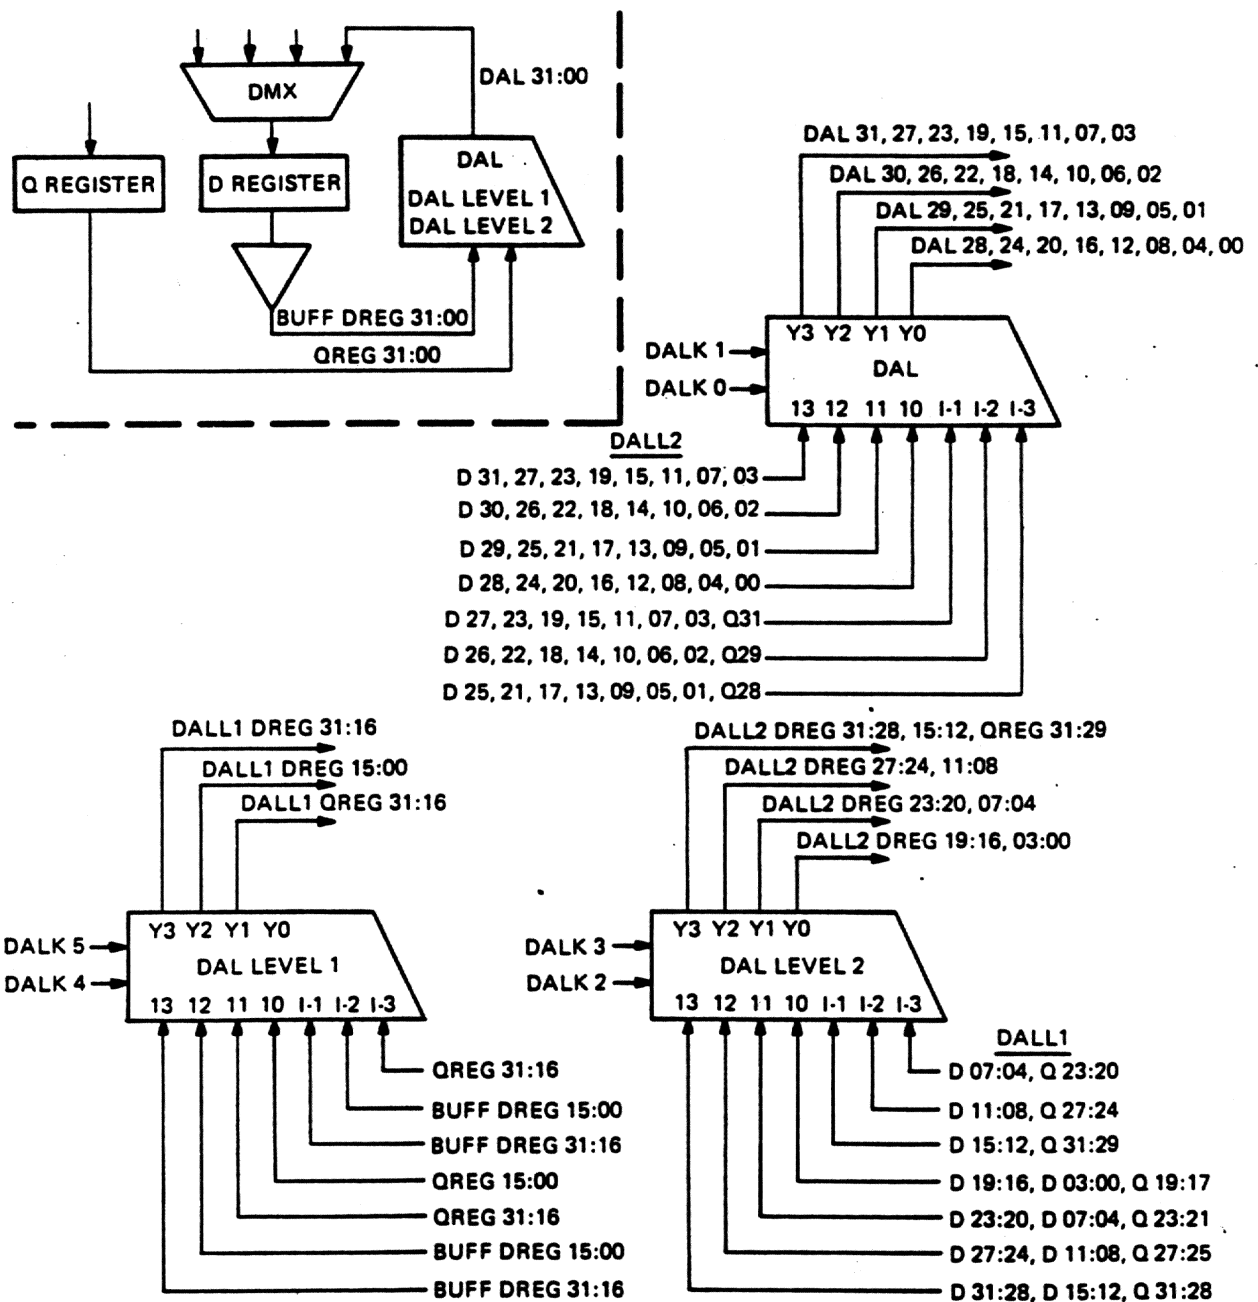 DMX
DAL 31:00
Q REGISTER
D REGISTER
DAL
DAL LEVEL 1
DAL LEVEL 2
BUFF DREG 31:00
QREG 31:00
DAL 31, 27, 23, 19, 15, 11, 07, 03
DAL 30, 26, 22, 18, 14, 10, 06, 02
DAL 29, 25, 21, 17, 13, 09, 05, 01
DAL 28, 24, 20, 16, 12, 08, 04, 00
Y3 Y2 Y1 Y0
DALK 1
DAL
DALK 0
13 12 11 10 I-1 I-2 I-3
DALL2
D 31, 27, 23, 19, 15, 11, 07, 03
D 30, 26, 22, 18, 14, 10, 06, 02
D 29, 25, 21, 17, 13, 09, 05, 01
D 28, 24, 20, 16, 12, 08, 04, 00
D 27, 23, 19, 15, 11, 07, 03, Q31
D 26, 22, 18, 14, 10, 06, 02, Q29
D 25, 21, 17, 13, 09, 05, 01, Q28
DALL1 DREG 31:16
DALL1 DREG 15:00
DALL1 QREG 31:16
Y3 Y2 Y1 Y0
DALK 5
DAL LEVEL 1
DALK 4
13 12 11 10 I-1 I-2 I-3
QREG 31:16
BUFF DREG 15:00
BUFF DREG 31:16
QREG 15:00
QREG 31:16
BUFF DREG 15:00
BUFF DREG 31:16
DALL2 DREG 31:28, 15:12, QREG 31:29
DALL2 DREG 27:24, 11:08
DALL2 DREG 23:20, 07:04
DALL2 DREG 19:16, 03:00
Y3 Y2 Y1 Y0
DALK 3
DAL LEVEL 2
DALK 2
13 12 11 10 I-1 I-2 I-3
DALL1
D 07:04, Q 23:20
D 11:08, Q 27:24
D 15:12, Q 31:29
D 19:16, D 03:00, Q 19:17
D 23:20, D 07:04, Q 23:21
D 27:24, D 11:08, Q 27:25
D 31:28, D 15:12, Q 31:28